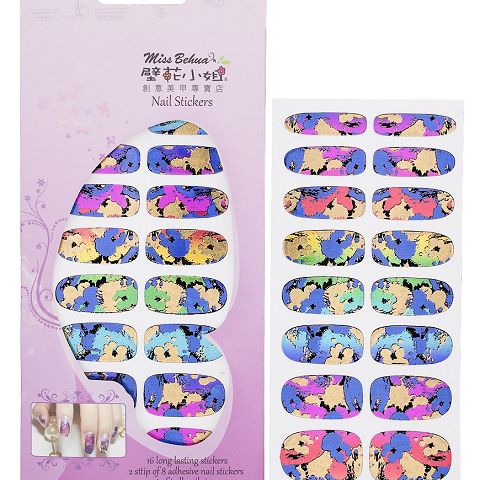 Miss Behua
壁花小姐®
創意美甲專賣店
Nail Stickers
16 long lasting stickers
2 sttip of 8 adhesive nail stickers